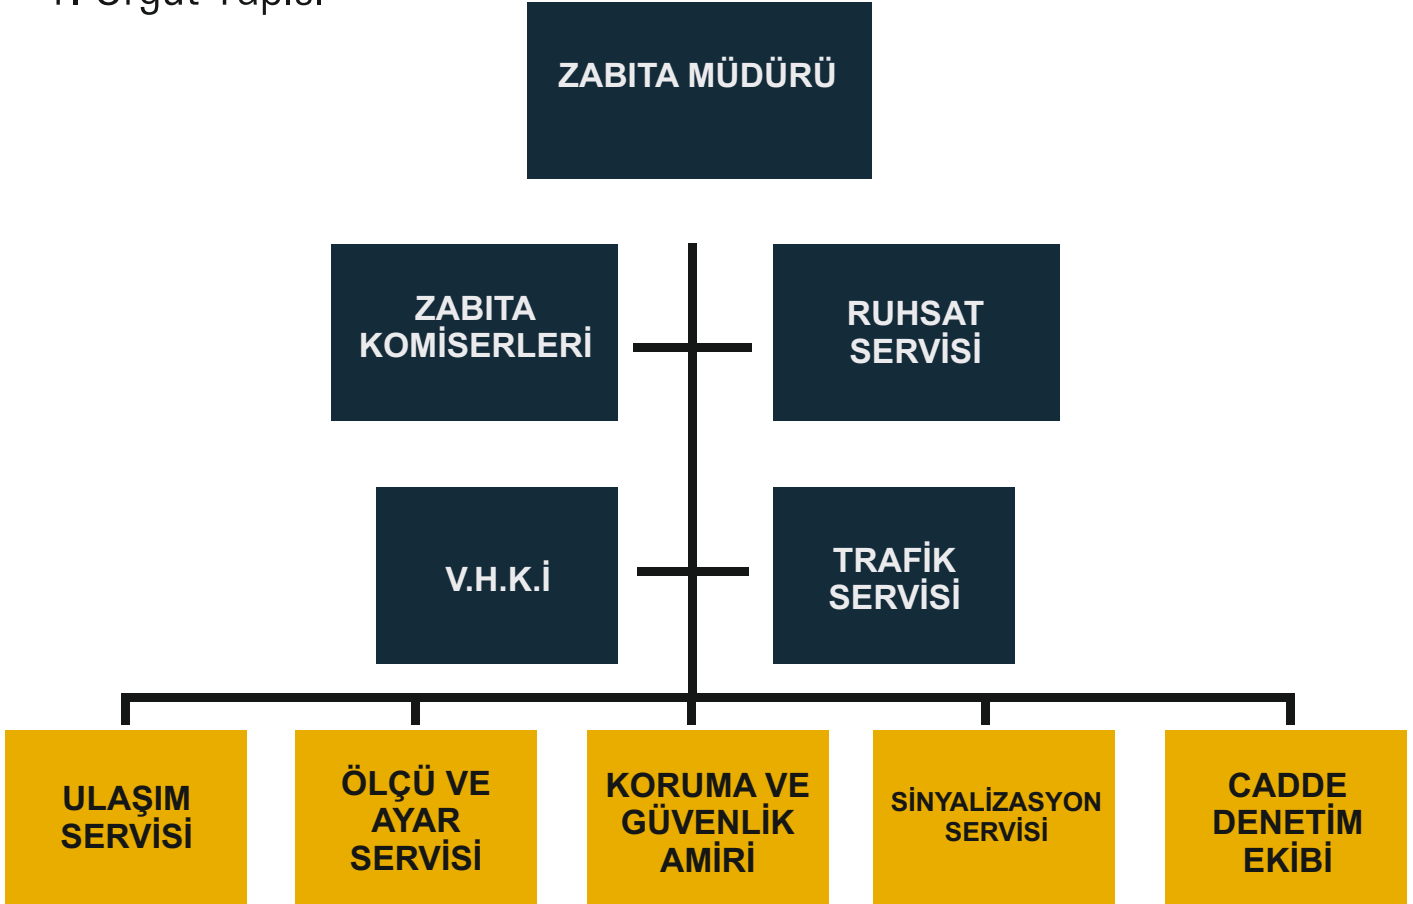 ZABITA MÜDÜRÜ
ZABITA
KOMİSERLERİ
RUHSAT
SERVİSİ
V.H.K.İ
TRAFİK
SERVİSİ
ULAŞIM
SERVİSİ
ÖLÇÜ VE
AYAR
SERVİSİ
KORUMA VE
GÜVENLİK
AMİRİ
SİNYALİZASYON
SERVİSİ
CADDE
DENETİM
EKİBİ